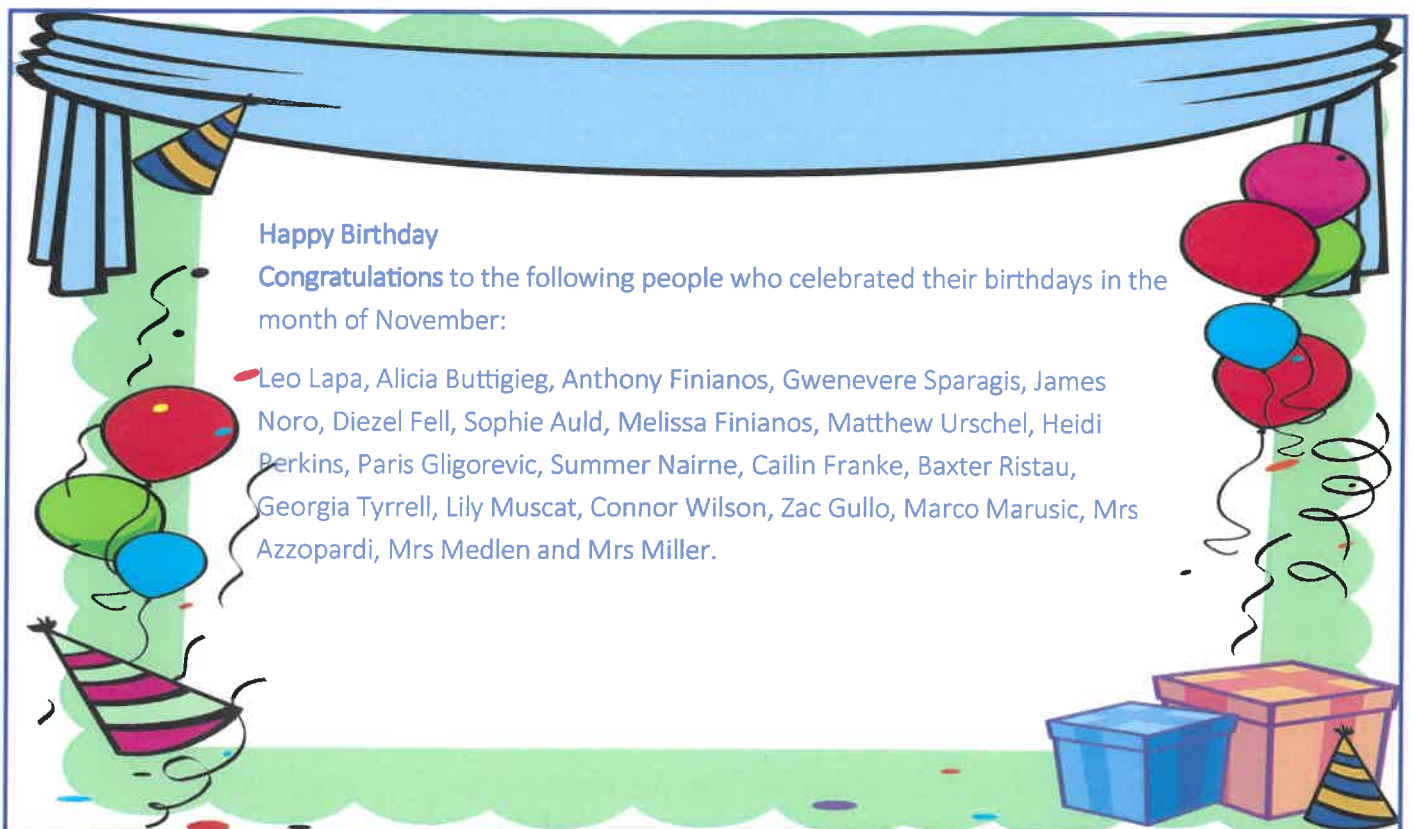 Happy Birthday
Congratulations to the following people who celebrated their birthdays in the
month of November:
Leo Lapa, Alicia Buttigieg, Anthony Finianos, Gwenevere Sparagis, James
Noro, Diezel Fell, Sophie Auld, Melissa Finianos, Matthew Urschel, Heidi
Perkins, Paris Gligorevic, Summer Nairne, Cailin Franke, Baxter Ristau,
Georgia Tyrrell, Lily Muscat, Connor Wilson, Zac Gullo, Marco Marusic, Mrs
Azzopardi, Mrs Medlen and Mrs Miller.